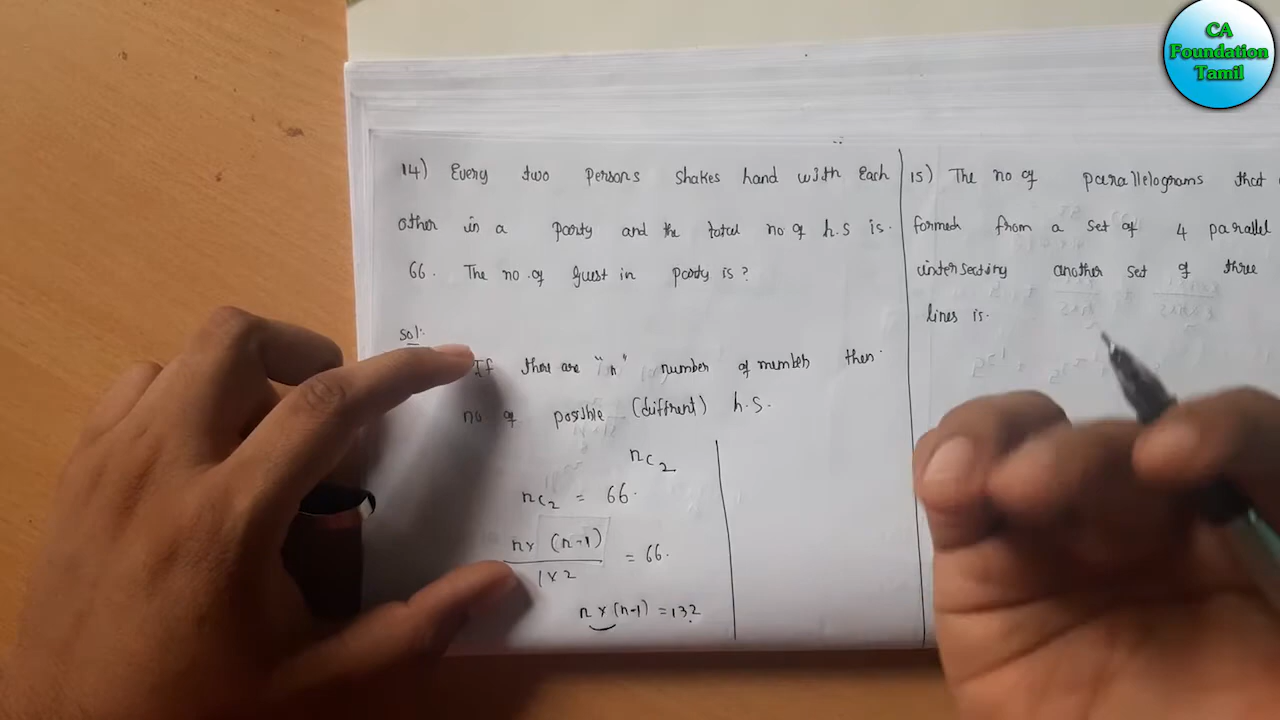 CA
Foundation
Tamil
14) Every two Persons Shakes hand with Each
other in a party and the total no of h.s is.
66. The no. of guest in party is?
Sol:
If there are "n" number of members then
no. of possible (different) h.s.
nC2
nC2 = 66.
n× (n-1)
1×2
= 66.
n × (n-1) = 132
15) The no of parallelograms that
formed from a set of 4 parallel
intersecting another set of three
lines is.